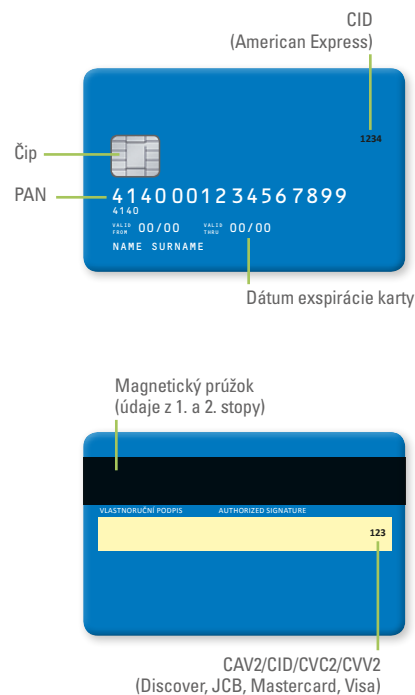 CID
(American Express)
1234
Čip
PAN
4140 0012 3456 7899
4140
VALID FROM 00/00 VALID THRU 00/00
NAME SURNAME
Dátum exspirácie karty
Magnetický prúžok
(údaje z 1. a 2. stopy)
VLASTNORUČNÍ PODPIS AUTHORIZED SIGNATURE
123
CAV2/CID/CVC2/CVV2
(Discover, JCB, Mastercard, Visa)